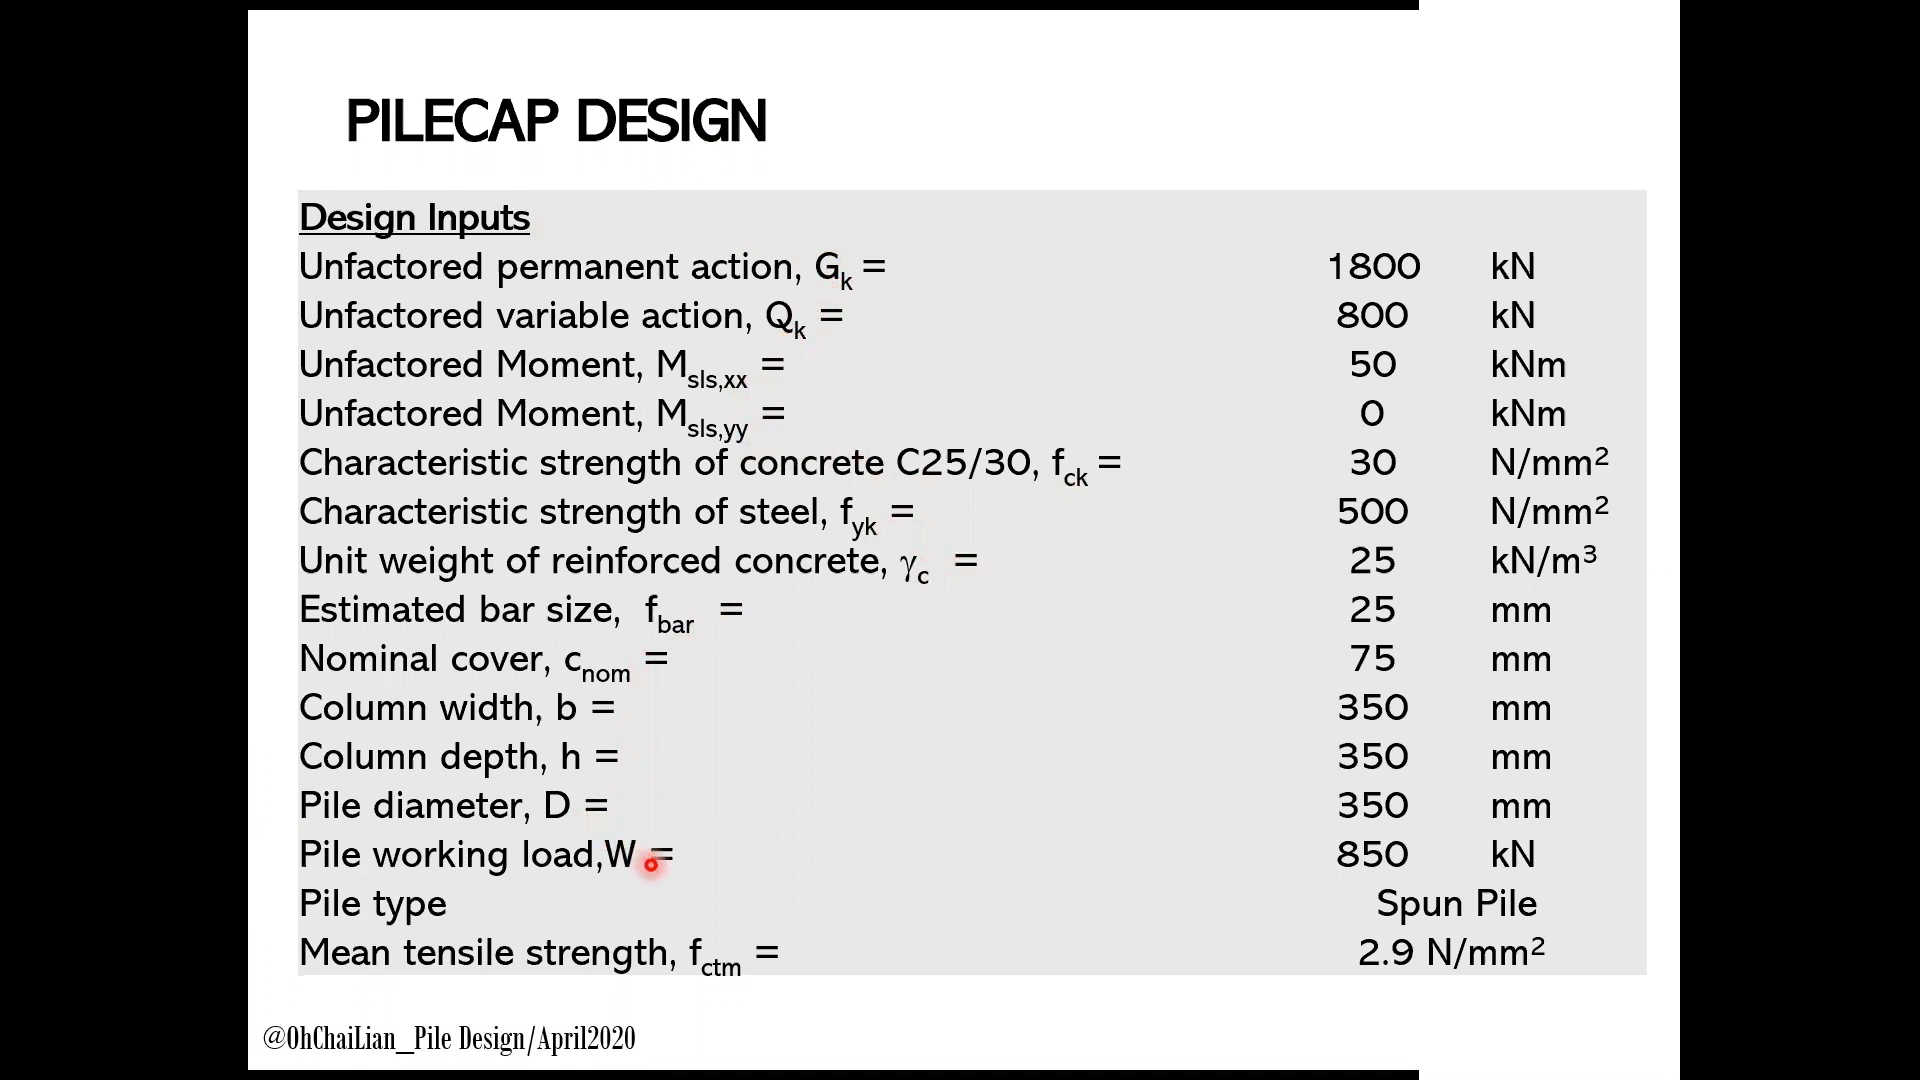 PILECAP DESIGN
Design Inputs
Unfactored permanent action, Gk = 1800 kN
Unfactored variable action, Qk = 800 kN
Unfactored Moment, Msls,xx = 50 kNm
Unfactored Moment, Msls,yy = 0 kNm
Characteristic strength of concrete C25/30, fck = 30 N/mm²
Characteristic strength of steel, fyk = 500 N/mm²
Unit weight of reinforced concrete, γc = 25 kN/m³
Estimated bar size, fbar = 25 mm
Nominal cover, cnom = 75 mm
Column width, b = 350 mm
Column depth, h = 350 mm
Pile diameter, D = 350 mm
Pile working load,W = 850 kN
Pile type Spun Pile
Mean tensile strength, fctm = 2.9 N/mm²
@OhChaiLian_Pile Design/April2020